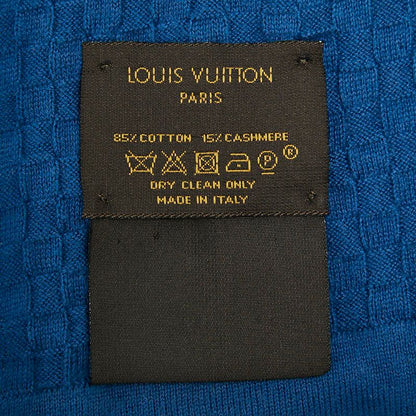 LOUIS VUITTON
PARIS
85% COTTON - 15% CASHMERE
P ®
DRY CLEAN ONLY
MADE IN ITALY